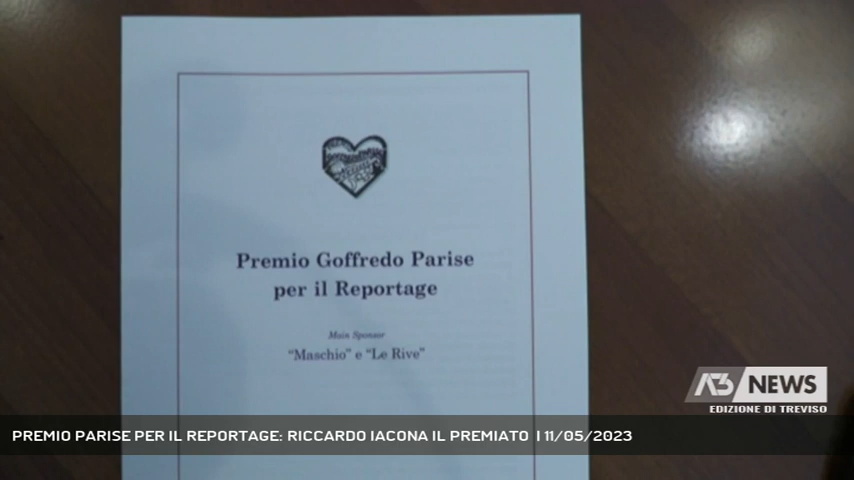 Premio Goffredo Parise
per il Reportage
Main Sponsor
“Maschio” e “Le Rive”
A3 NEWS
EDIZIONE DI TREVISO
PREMIO PARISE PER IL REPORTAGE: RICCARDO IACONA IL PREMIATO | 11/05/2023